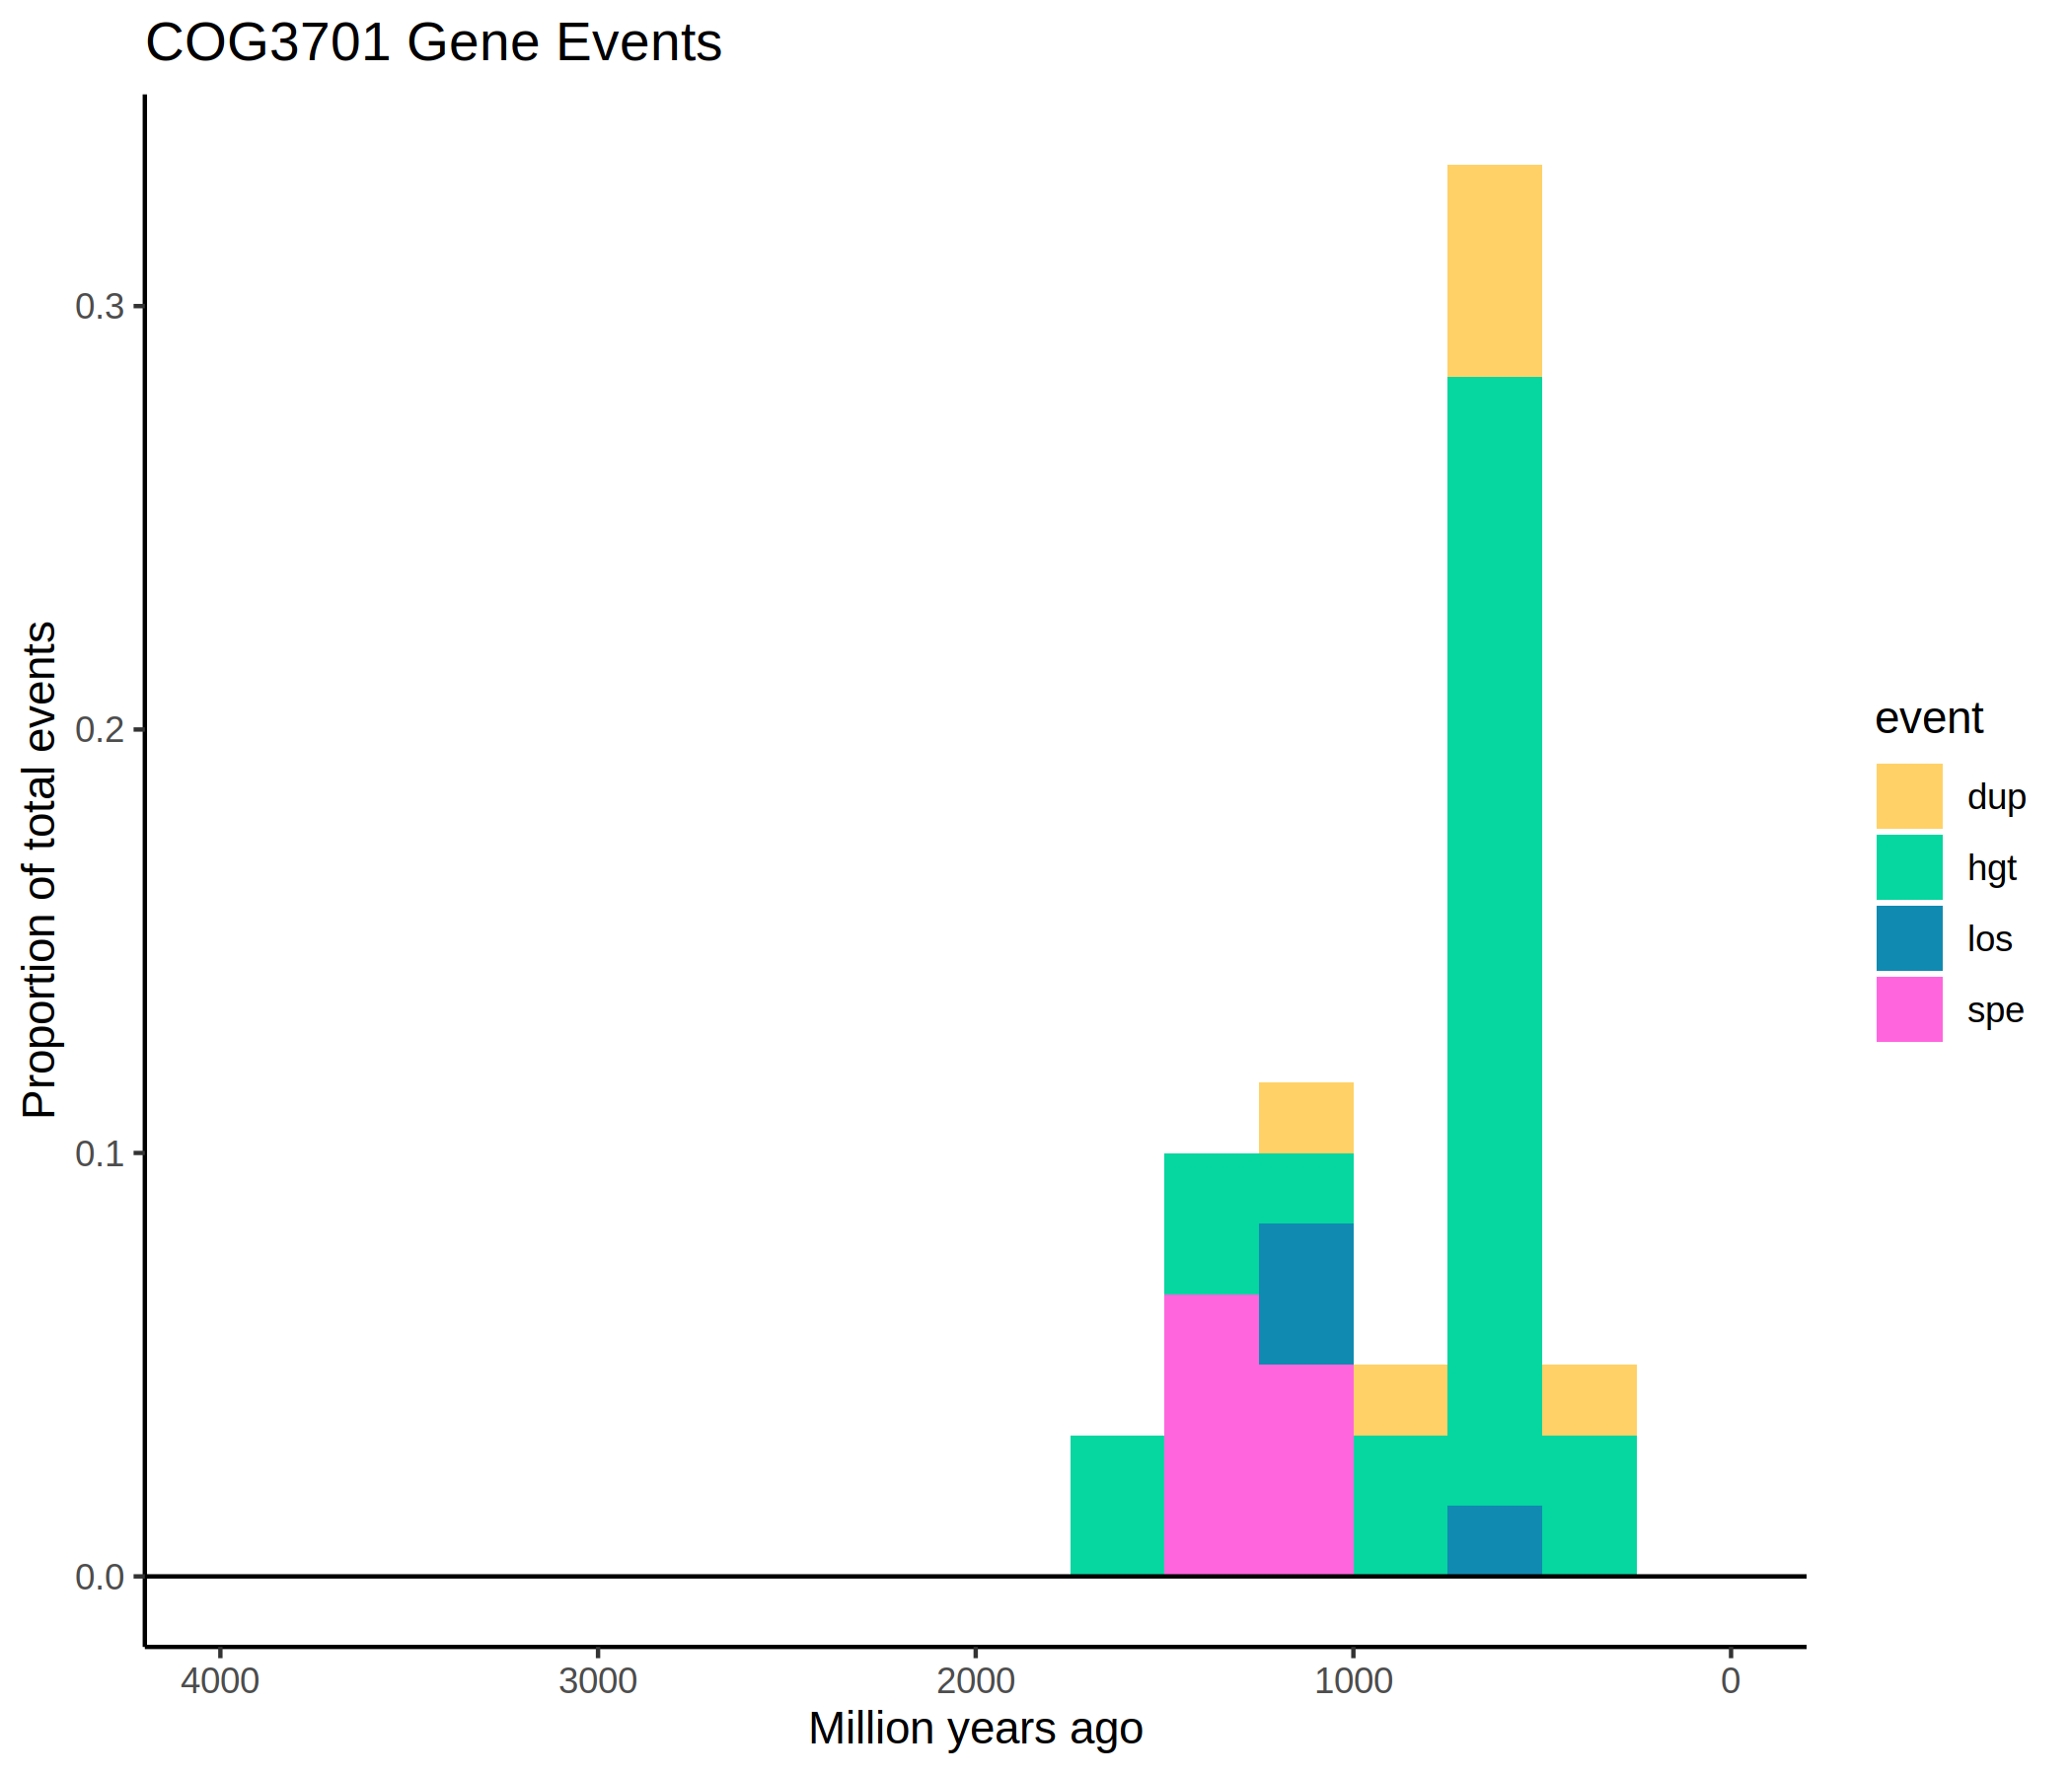 COG3701 Gene Events
Proportion of total events
0.3
0.2
0.1
0.0
4000 3000 2000 1000 0
Million years ago
event
dup
hgt
los
spe